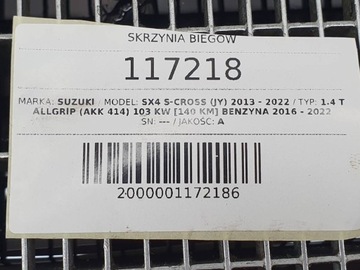 SKRZYNIA BIEGÓW
117218
MARKA: SUZUKI / MODEL: SX4 S-CROSS (JY) 2013 - 2022 / TYP: 1.4 T
ALLGRIP (AKK 414) 103 KW [140 KM] BENZYNA 2016 - 2022
SN: --- / JAKOŚC: A
2000001172186